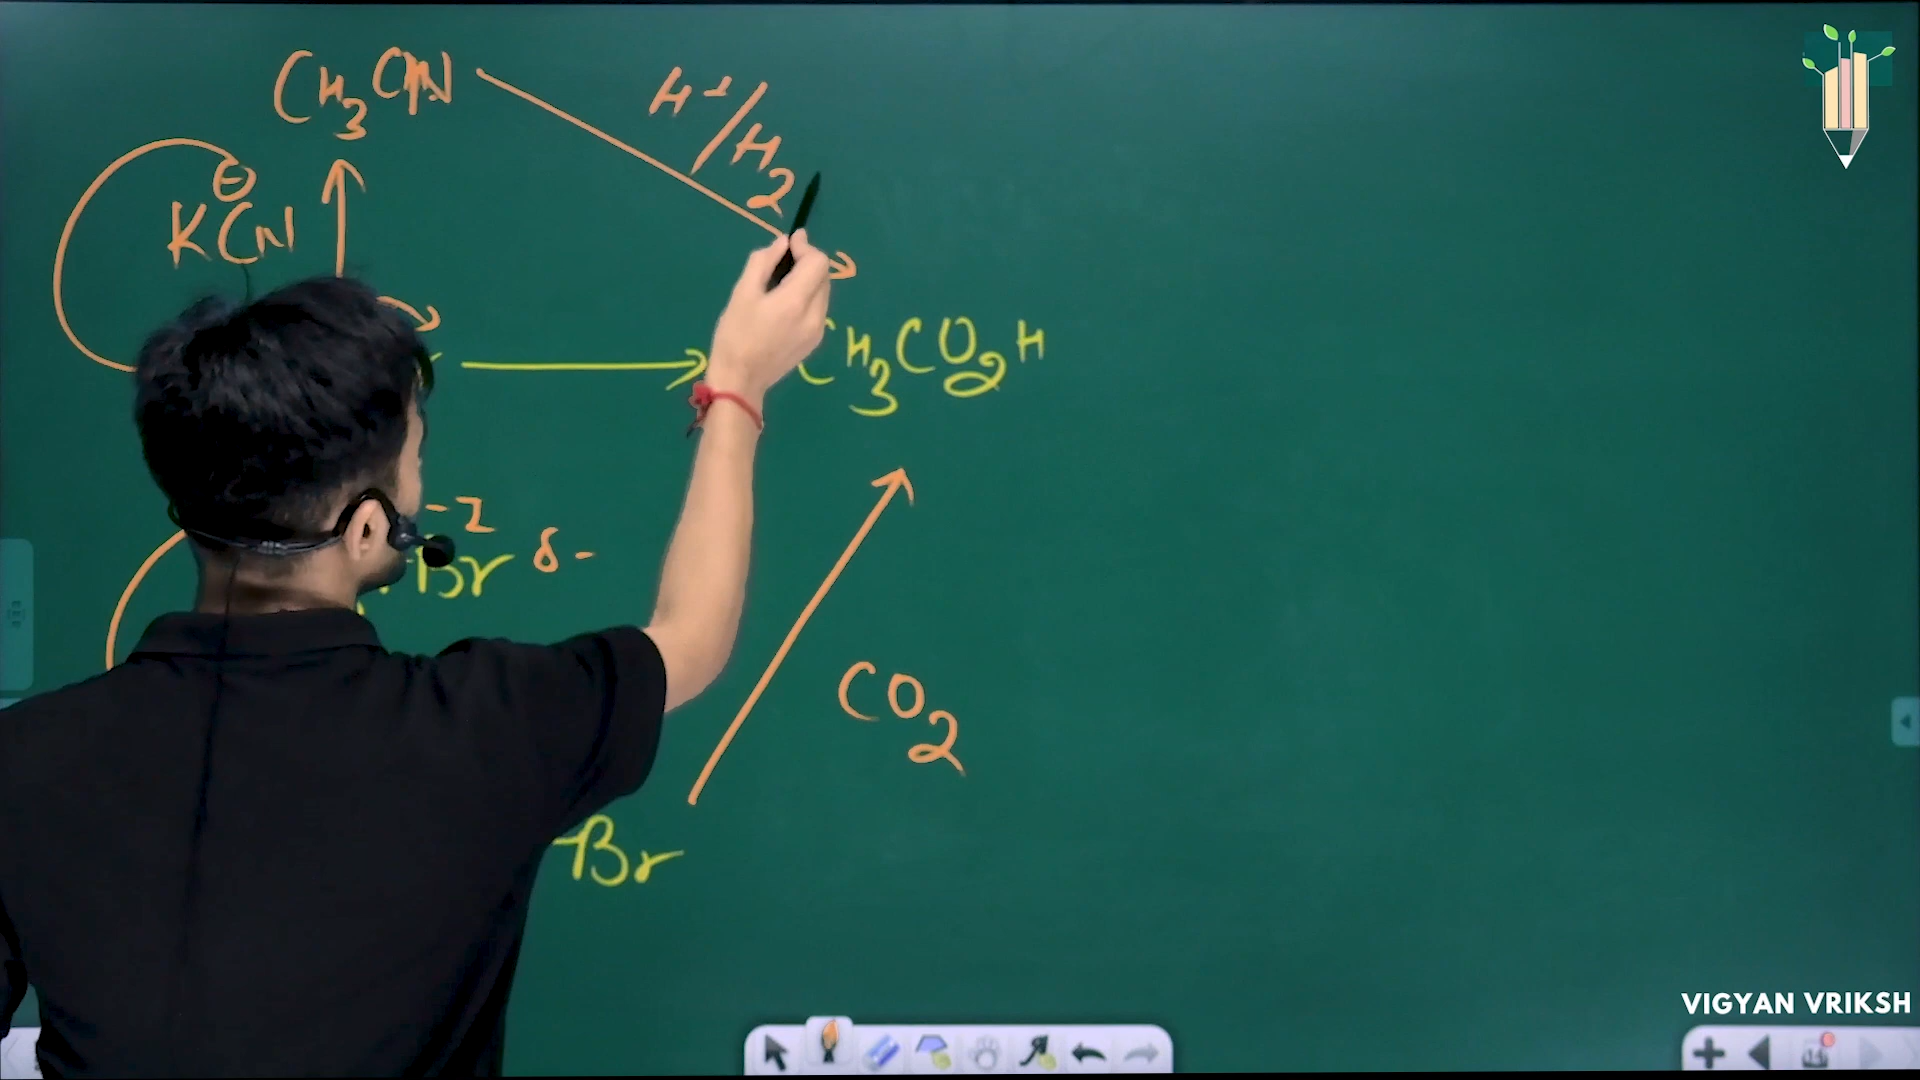 CH3CN
H+/H2
⊖
KCN
CH3CO2H
-I
Br δ-
CO2
-Br
VIGYAN VRIKSH